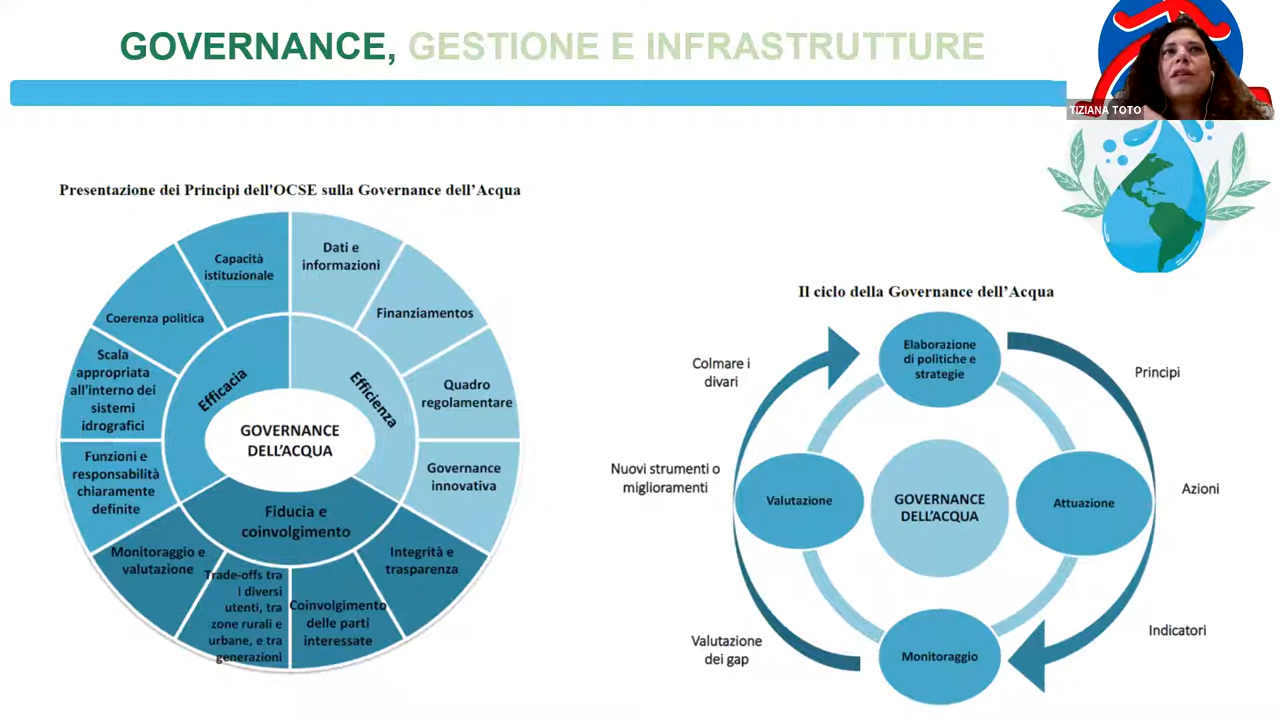 GOVERNANCE, GESTIONE E INFRASTRUTTURE
TIZIANA TOTO
Presentazione dei Principi dell'OCSE sulla Governance dell'Acqua
Capacità
istituzionale
Dati e
informazioni
Coerenza politica
Finanziamentos
Scala
appropriata
all'interno dei
sistemi
idrografici
Quadro
regolamentare
Efficacia
Efficienza
GOVERNANCE
DELL'ACQUA
Funzioni e
responsabilità
chiaramente
definite
Governance
innovativa
Fiducia e
coinvolgimento
Monitoraggio e
valutazione
Integrità e
trasparenza
Trade-offs tra
i diversi
utenti, tra
zone rurali e
urbane, e tra
generazioni
Coinvolgimento
delle parti
interessate
Il ciclo della Governance dell'Acqua
Elaborazione
di politiche e
strategie
Colmare i
divari
Principi
Nuovi strumenti o
miglioramenti
Valutazione
GOVERNANCE
DELL'ACQUA
Attuazione
Azioni
Valutazione
dei gap
Monitoraggio
Indicatori